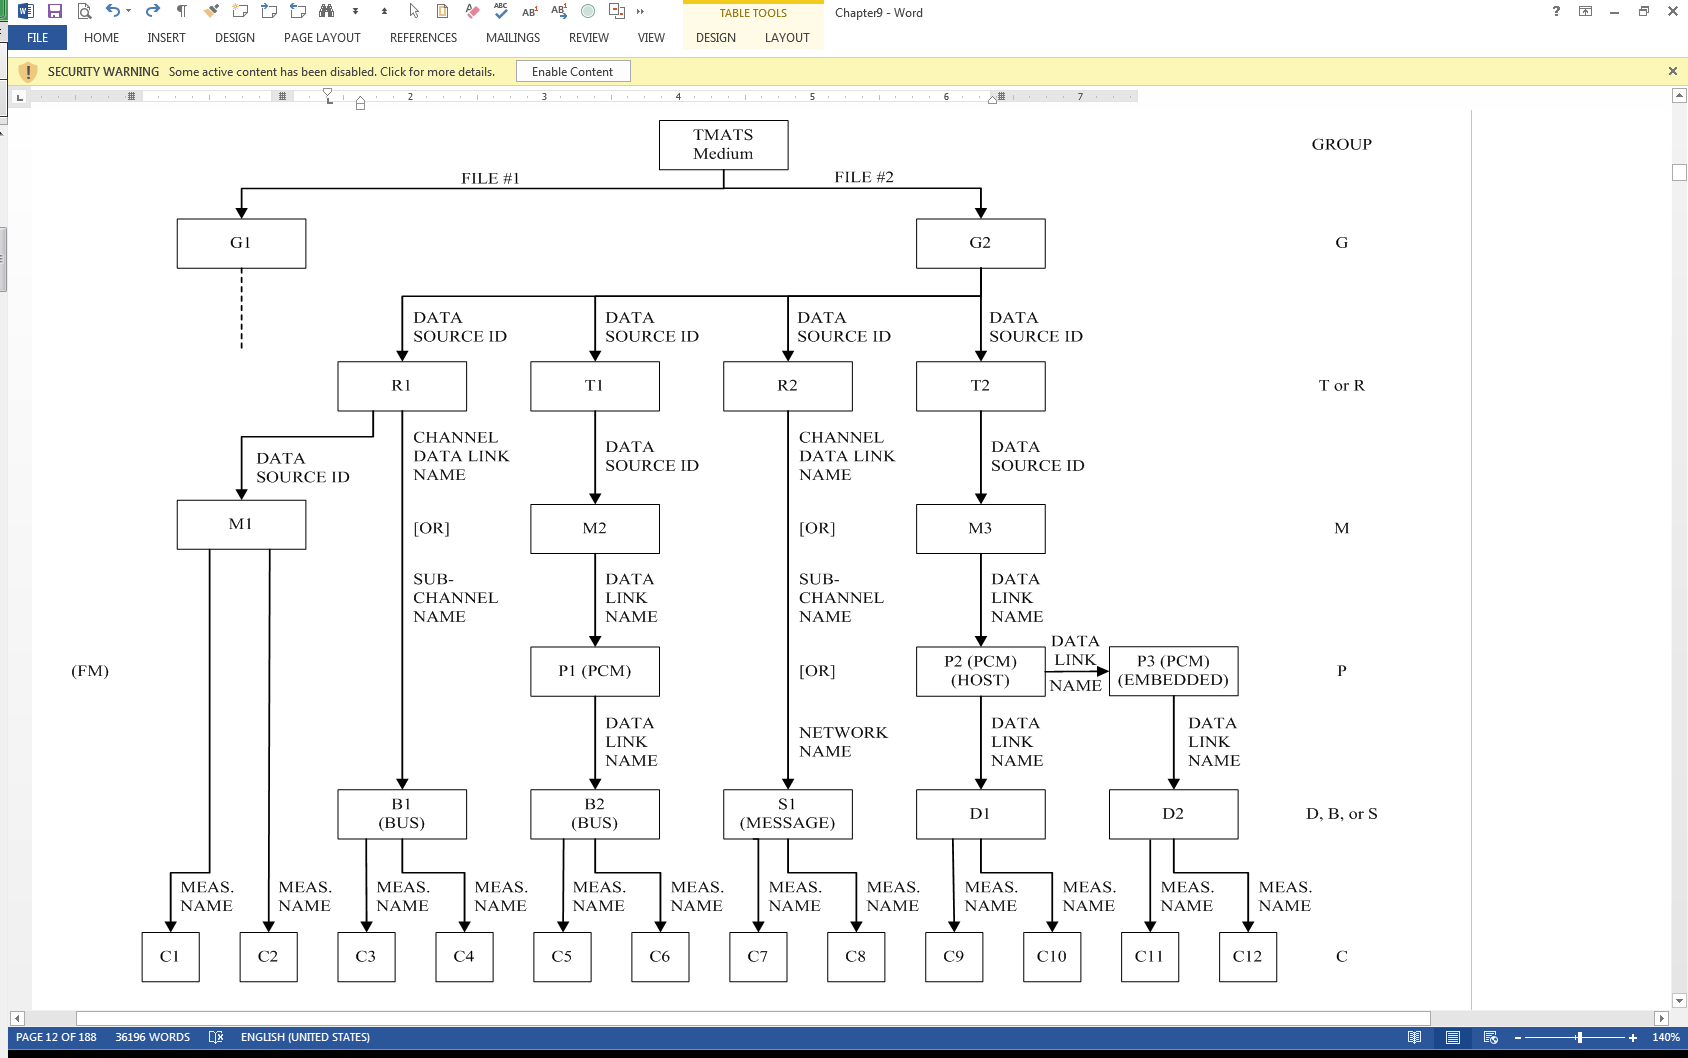 TABLE TOOLS
Chapter9 - Word
FILE
HOME
INSERT
DESIGN
PAGE LAYOUT
REFERENCES
MAILINGS
REVIEW
VIEW
DESIGN
LAYOUT
SECURITY WARNING Some active content has been disabled. Click for more details.
Enable Content
2
3
4
5
6
7
TMATS
Medium
GROUP
FILE #1
FILE #2
G1
G2
G
DATA
SOURCE ID
DATA
SOURCE ID
DATA
SOURCE ID
DATA
SOURCE ID
R1
T1
R2
T2
T or R
DATA
SOURCE ID
CHANNEL
DATA LINK
NAME
DATA
SOURCE ID
CHANNEL
DATA LINK
NAME
DATA
SOURCE ID
M1
[OR]
M2
[OR]
M3
M
SUB-
CHANNEL
NAME
DATA
LINK
NAME
SUB-
CHANNEL
NAME
DATA
LINK
NAME
(FM)
P1 (PCM)
[OR]
P2 (PCM)
(HOST)
DATA
LINK
NAME
P3 (PCM)
(EMBEDDED)
P
DATA
LINK
NAME
NETWORK
NAME
DATA
LINK
NAME
DATA
LINK
NAME
B1
(BUS)
B2
(BUS)
S1
(MESSAGE)
D1
D2
D, B, or S
MEAS.
NAME
MEAS.
NAME
MEAS.
NAME
MEAS.
NAME
MEAS.
NAME
MEAS.
NAME
MEAS.
NAME
MEAS.
NAME
MEAS.
NAME
MEAS.
NAME
MEAS.
NAME
MEAS.
NAME
C1
C2
C3
C4
C5
C6
C7
C8
C9
C10
C11
C12
C
PAGE 12 OF 188
36196 WORDS
ENGLISH (UNITED STATES)
140%